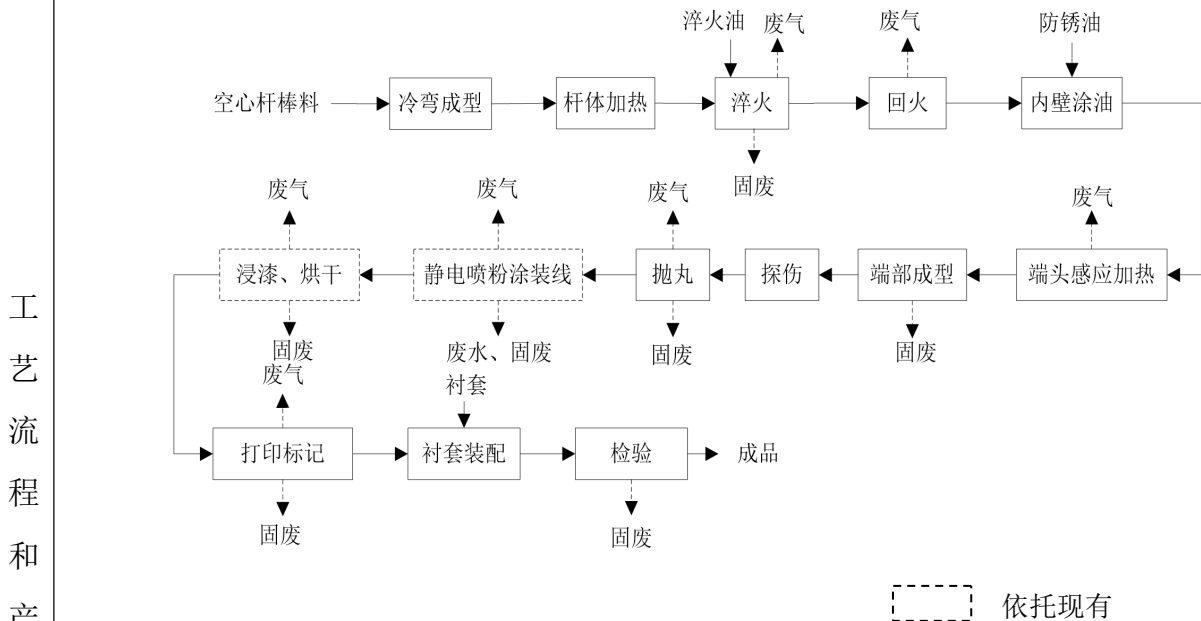 淬火油 废气 废气 防锈油
空心杆棒料 冷弯成型 杆体加热 淬火 回火 内壁涂油
固废
废气 废气 废气 废气
浸漆、烘干 静电喷粉涂装线 抛丸 探伤 端部成型 端头感应加热
固废 废水、固废 固废 固废
废气 衬套
打印标记 衬套装配 检验 成品
固废 固废
依托现有
工
艺
流
程
和
产